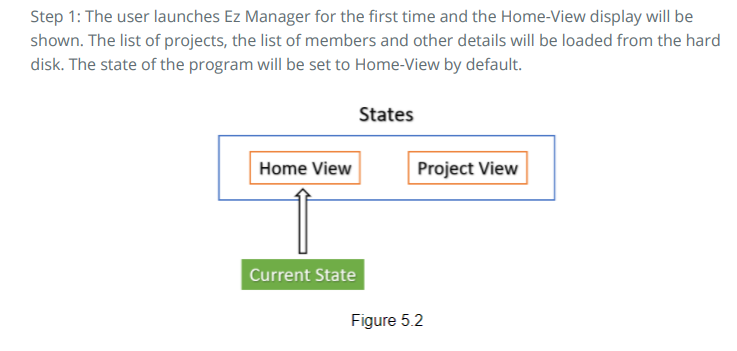 Step 1: The user launches Ez Manager for the first time and the Home-View display will be
shown. The list of projects, the list of members and other details will be loaded from the hard
disk. The state of the program will be set to Home-View by default.
States
Home View
Project View
Current State
Figure 5.2